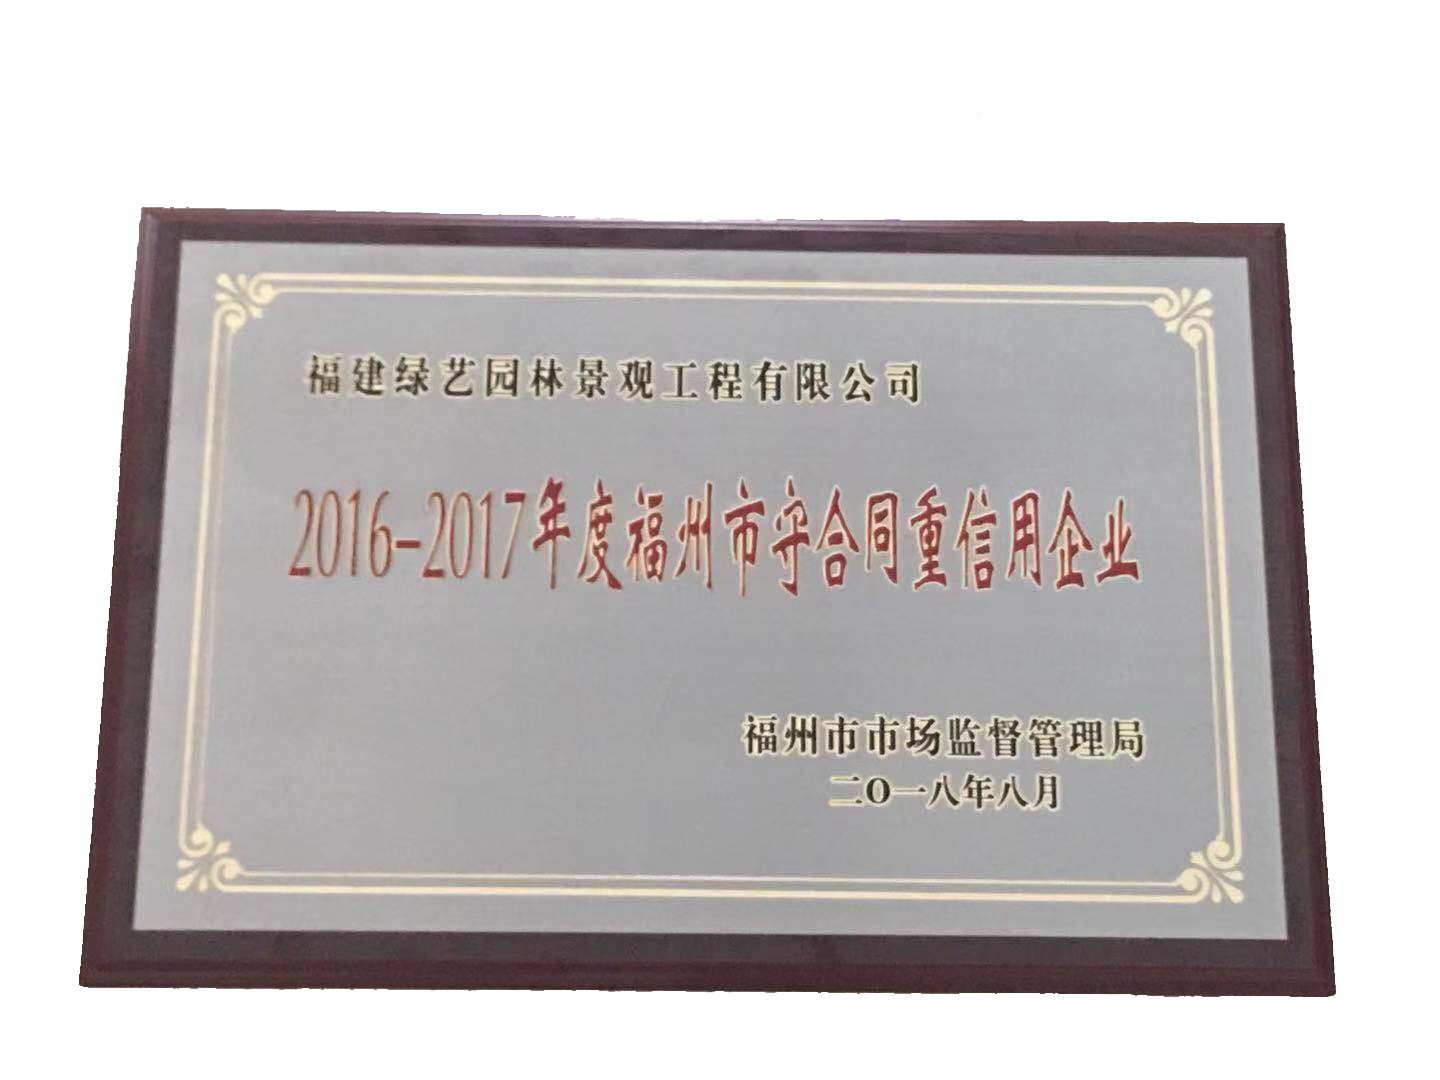 福建绿艺园林景观工程有限公司
2016-2017年度福州市守合同重信用企业
福州市市场监督管理局
二O一八年八月